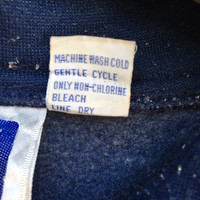 MACHINE WASH COLD
GENTLE CYCLE
ONLY NON-CHLORINE
BLEACH
LINE DRY